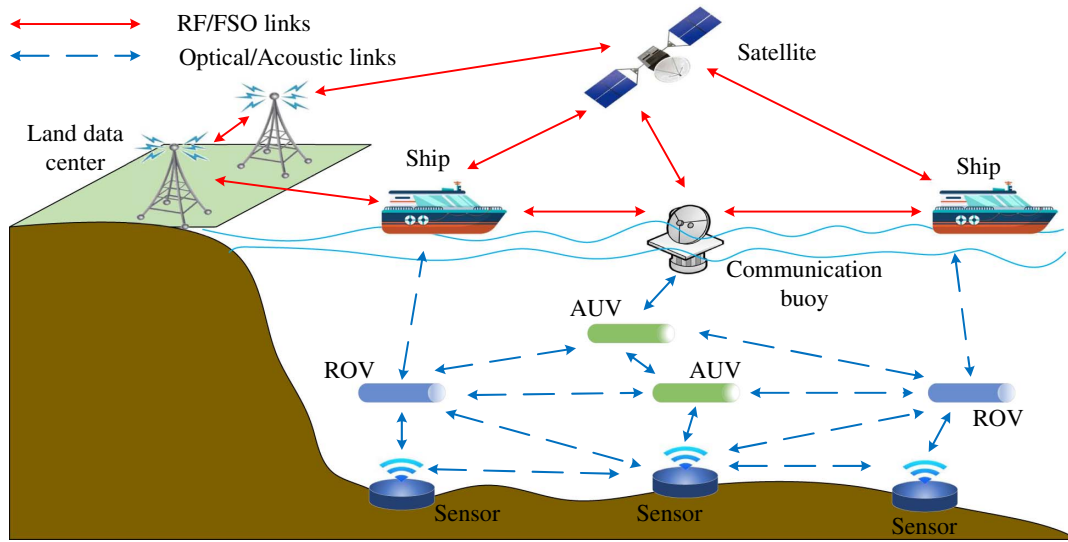 RF/FSO links
Optical/Acoustic links
Satellite
Land data
center
Ship
Ship
Communication
buoy
AUV
ROV
AUV
ROV
Sensor
Sensor
Sensor